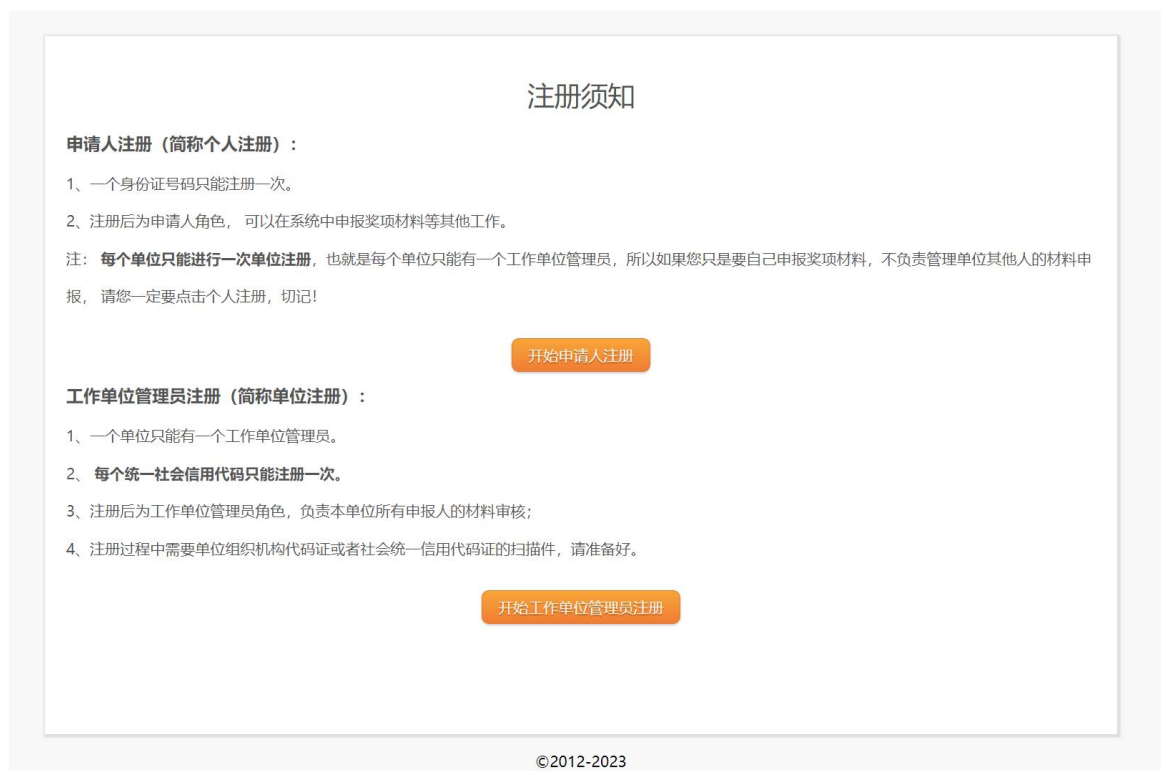 注册须知
申请人注册（简称个人注册）：
1、一个身份证号码只能注册一次。
2、注册后为申请人角色， 可以在系统中申报奖项材料等其他工作。
注： 每个单位只能进行一次单位注册，也就是每个单位只能有一个工作单位管理员，所以如果您只是要自己申报奖项材料，不负责管理单位其他人的材料申
报， 请您一定要点击个人注册，切记！
开始申请人注册
工作单位管理员注册（简称单位注册）：
1、一个单位只能有一个工作单位管理员。
2、 每个统一社会信用代码只能注册一次。
3、注册后为工作单位管理员角色，负责本单位所有申报人的材料审核；
4、注册过程中需要单位组织机构代码证或者社会统一信用代码证的扫描件，请准备好。
开始工作单位管理员注册
©2012-2023